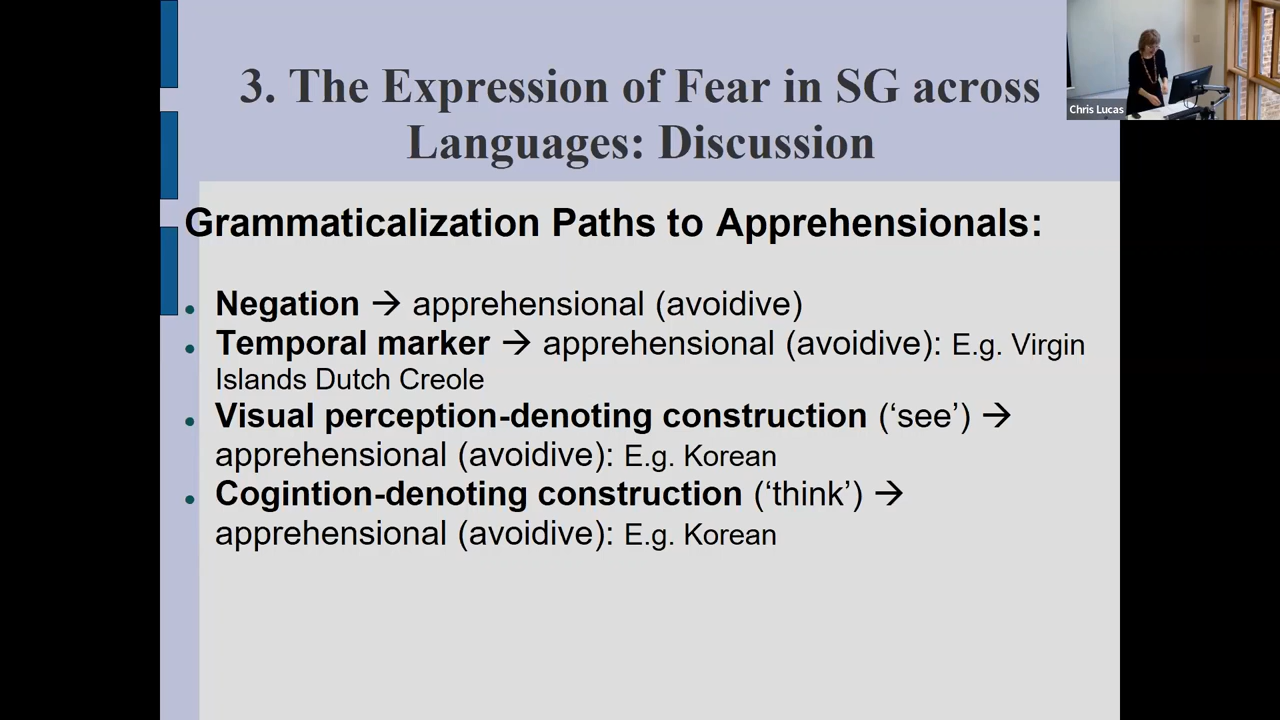 3. The Expression of Fear in SG across
Languages: Discussion
Chris Lucas
Grammaticalization Paths to Apprehensionals:
• Negation → apprehensional (avoidive)
• Temporal marker → apprehensional (avoidive): E.g. Virgin
Islands Dutch Creole
• Visual perception-denoting construction (‘see’) →
apprehensional (avoidive): E.g. Korean
• Cogintion-denoting construction (‘think’) →
apprehensional (avoidive): E.g. Korean